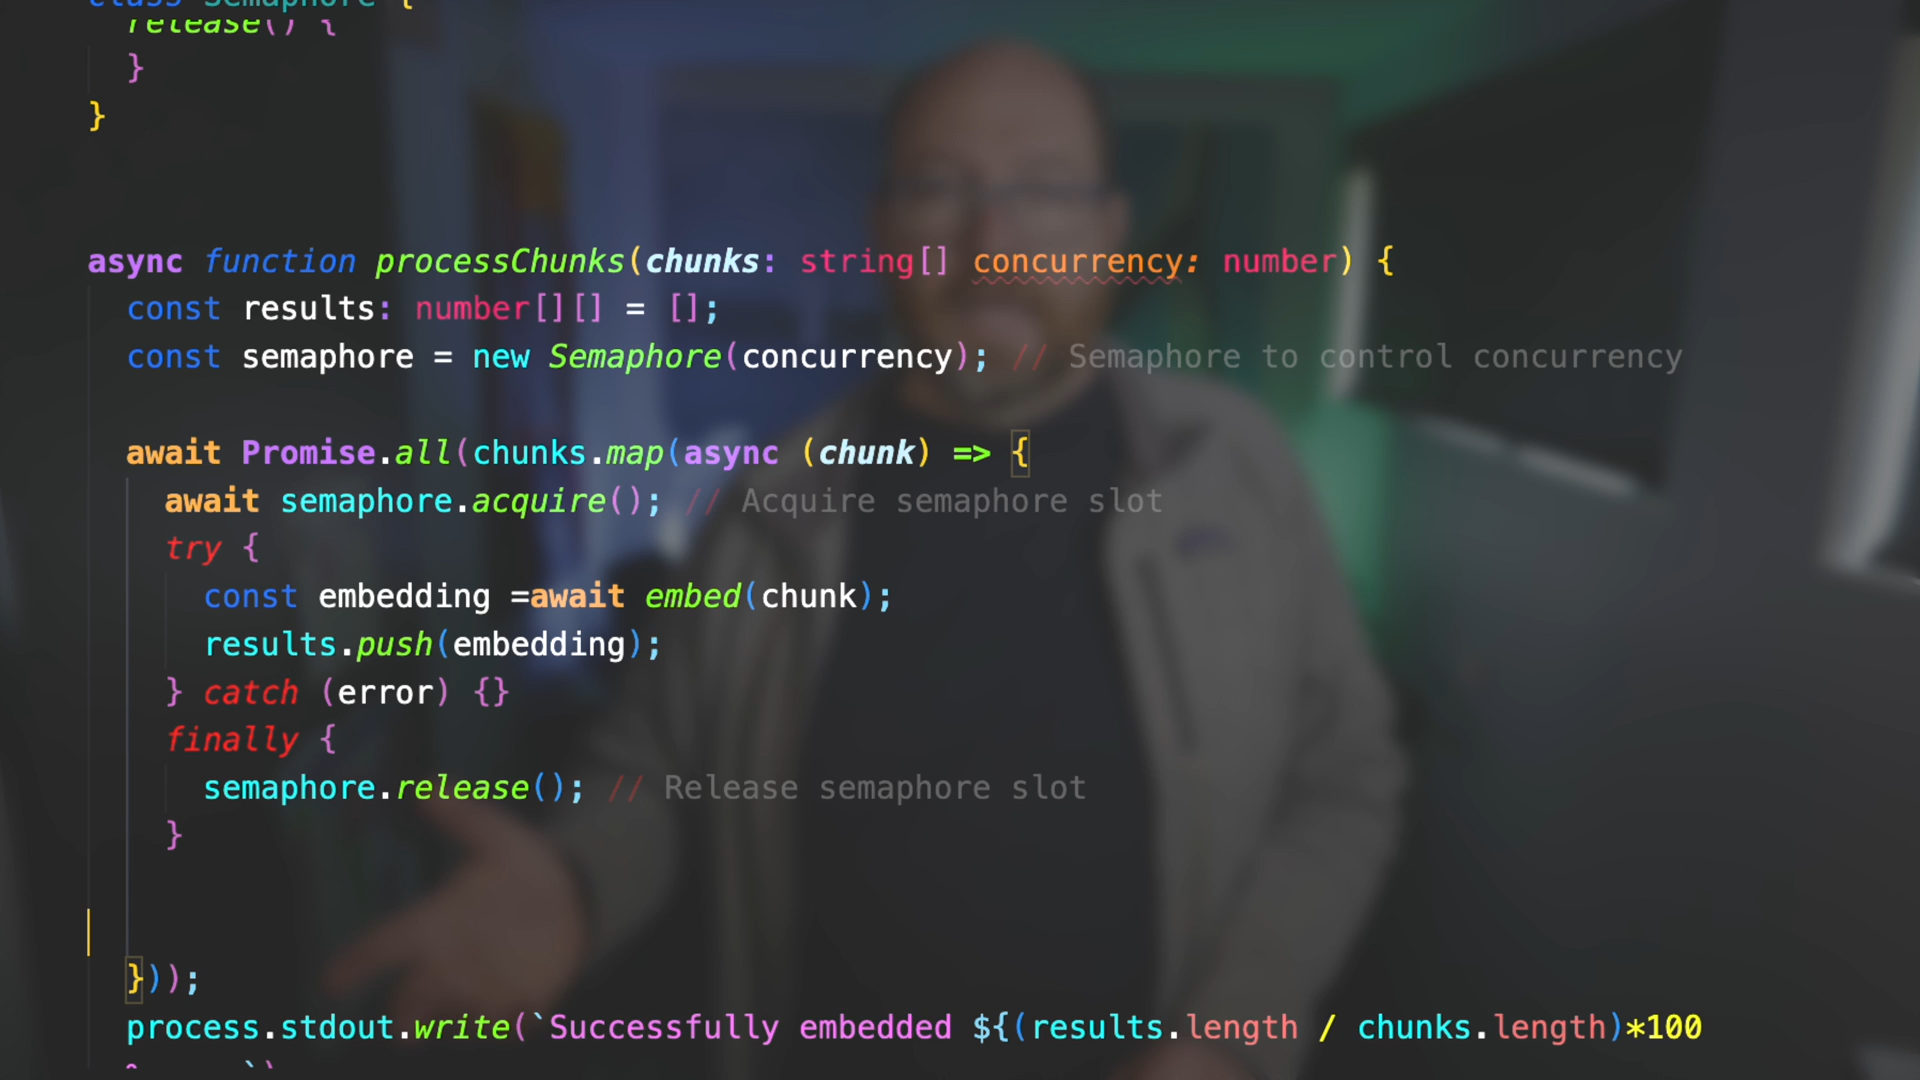 class Semaphore {
release() {
}
}
async function processChunks(chunks: string[] concurrency: number) {
const results: number[][] = [];
const semaphore = new Semaphore(concurrency); // Semaphore to control concurrency
await Promise.all(chunks.map(async (chunk) => {
await semaphore.acquire(); // Acquire semaphore slot
try {
const embedding =await embed(chunk);
results.push(embedding);
} catch (error) {}
finally {
semaphore.release(); // Release semaphore slot
}
}));
process.stdout.write(`Successfully embedded ${(results.length / chunks.length)*100